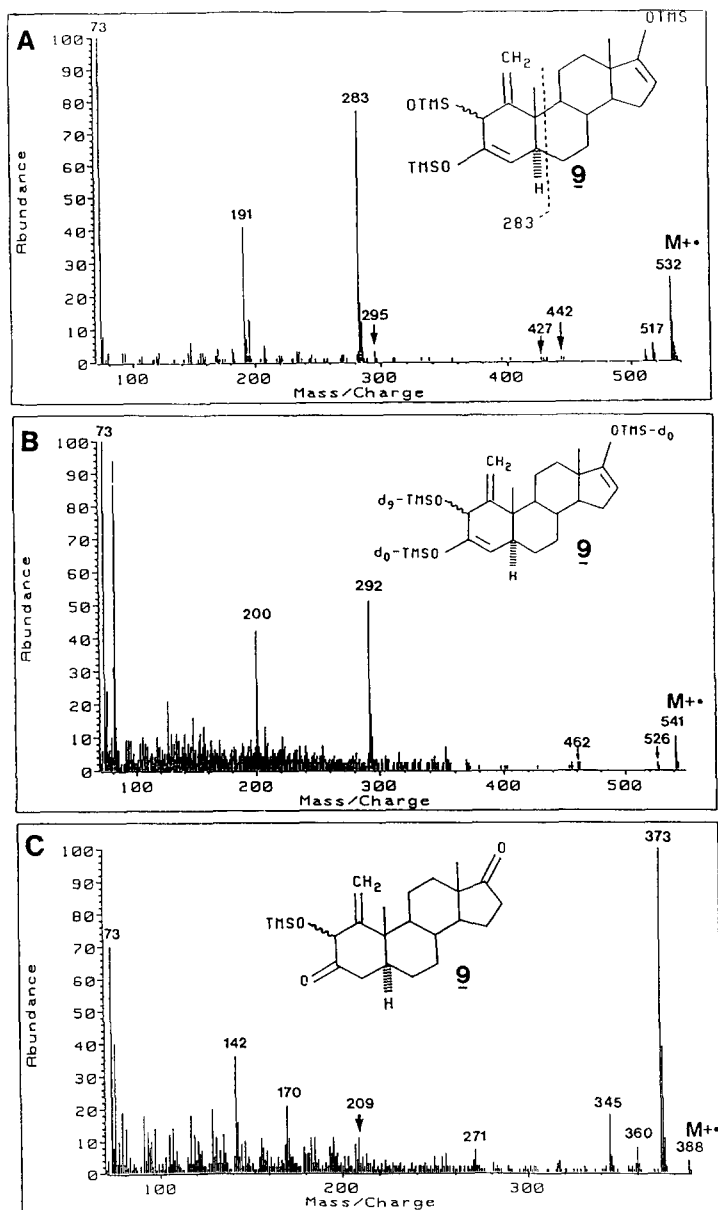 A
Abundance
100
90
80
70
60
50
40
30
20
10
0
73
191
283
295
427
442
517
532
M+•
OTMS
CH2
OTMS
TMSO
H
9
283
100
200
300
400
500
Mass/Charge
B
Abundance
100
90
80
70
60
50
40
30
20
10
0
73
200
292
462
526
541
M+•
OTMS-d0
CH2
d9-TMSO
d0-TMSO
H
9
100
200
300
400
500
Mass/Charge
C
Abundance
100
90
80
70
60
50
40
30
20
10
0
73
142
170
209
271
345
360
373
388
M+•
O
CH2
TMSO
O
H
9
100
200
300
Mass/Charge